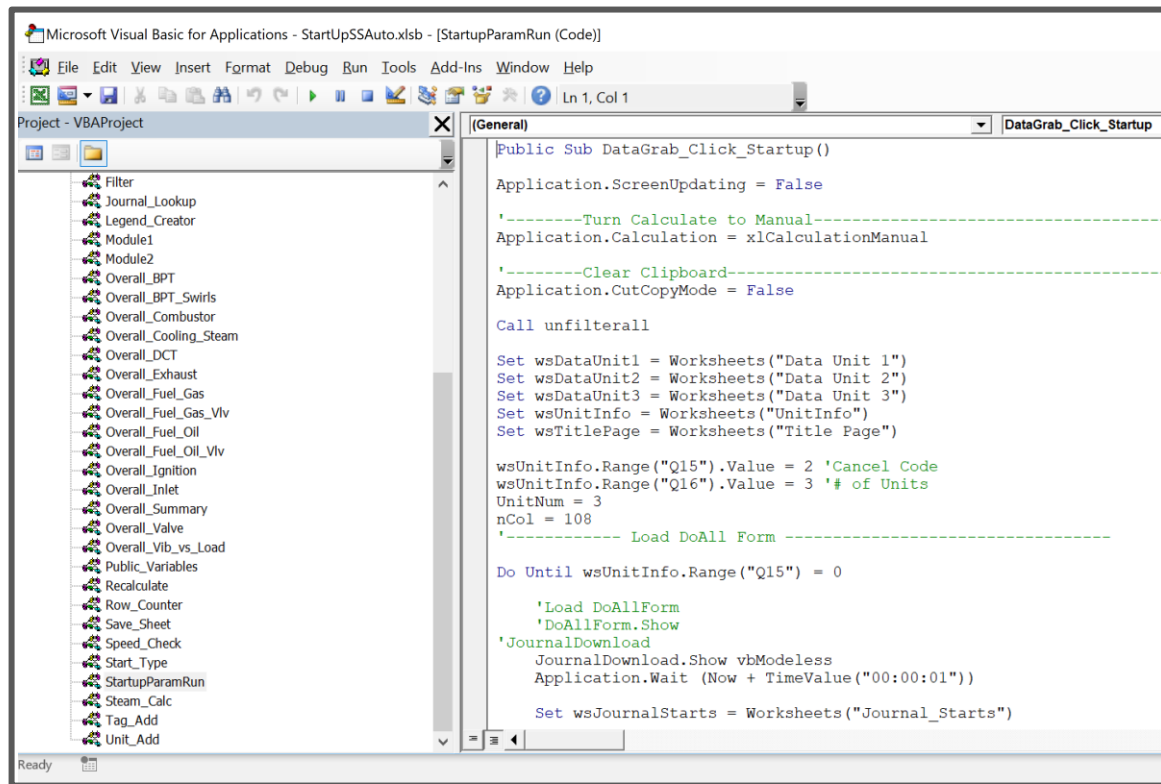 Microsoft Visual Basic for Applications - StartUpSSAuto.xlsb - [StartupParamRun (Code)]
File Edit View Insert Format Debug Run Tools Add-Ins Window Help
Ln 1, Col 1
Project - VBAProject
Filter
Journal_Lookup
Legend_Creator
Module1
Module2
Overall_BPT
Overall_BPT_Swirls
Overall_Combustor
Overall_Cooling_Steam
Overall_DCT
Overall_Exhaust
Overall_Fuel_Gas
Overall_Fuel_Gas_Vlv
Overall_Fuel_Oil
Overall_Fuel_Oil_Vlv
Overall_Ignition
Overall_Inlet
Overall_Summary
Overall_Valve
Overall_Vib_vs_Load
Public_Variables
Recalculate
Row_Counter
Save_Sheet
Speed_Check
Start_Type
StartupParamRun
Steam_Calc
Tag_Add
Unit_Add
(General) DataGrab_Click_Startup
Public Sub DataGrab_Click_Startup()
Application.ScreenUpdating = False
'--------Turn Calculate to Manual-----------------------------------
Application.Calculation = xlCalculationManual
'--------Clear Clipboard--------------------------------------------
Application.CutCopyMode = False
Call unfilterall
Set wsDataUnit1 = Worksheets("Data Unit 1")
Set wsDataUnit2 = Worksheets("Data Unit 2")
Set wsDataUnit3 = Worksheets("Data Unit 3")
Set wsUnitInfo = Worksheets("UnitInfo")
Set wsTitlePage = Worksheets("Title Page")
wsUnitInfo.Range("Q15").Value = 2 'Cancel Code
wsUnitInfo.Range("Q16").Value = 3 '# of Units
UnitNum = 3
nCol = 108
'------------ Load DoAll Form ----------------------------------
Do Until wsUnitInfo.Range("Q15") = 0
'Load DoAllForm
'DoAllForm.Show
'JournalDownload
JournalDownload.Show vbModeless
Application.Wait (Now + TimeValue("00:00:01"))
Set wsJournalStarts = Worksheets("Journal_Starts")
Ready